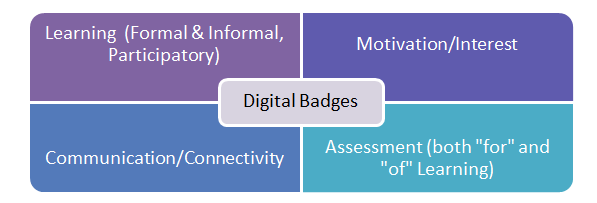 Learning (Formal & Informal,
Participatory)
Motivation/Interest
Digital Badges
Communication/Connectivity
Assessment (both "for" and
"of" Learning)